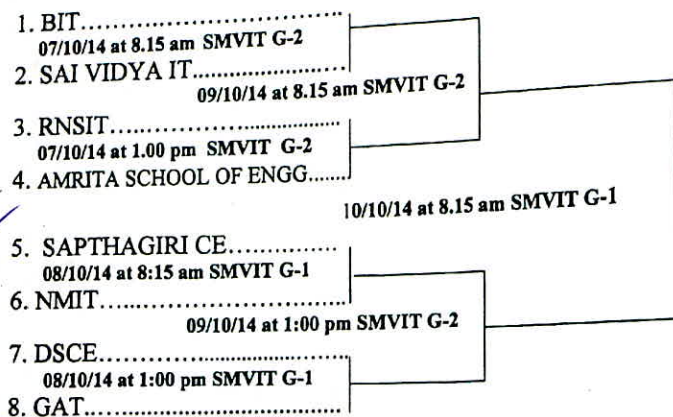 1. BIT....................................
07/10/14 at 8.15 am SMVIT G-2
2. SAI VIDYA IT.........................
09/10/14 at 8.15 am SMVIT G-2
3. RNSIT....................................
07/10/14 at 1.00 pm SMVIT G-2
4. AMRITA SCHOOL OF ENGG........
10/10/14 at 8.15 am SMVIT G-1
5. SAPTHAGIRI CE...............
08/10/14 at 8:15 am SMVIT G-1
6. NMIT....................................
09/10/14 at 1:00 pm SMVIT G-2
7. DSCE....................................
08/10/14 at 1:00 pm SMVIT G-1
8. GAT....................................